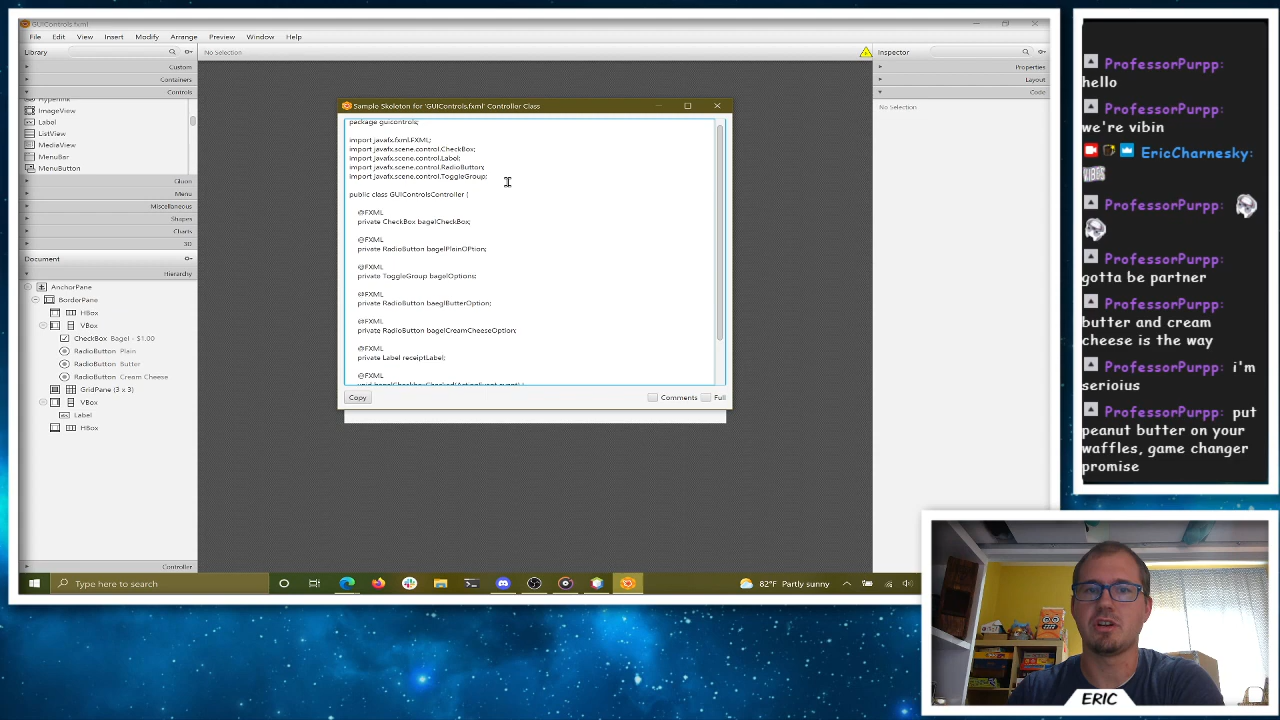 GUIControls.fxml
File Edit View Insert Modify Arrange Preview Window Help
Library
No Selection
Inspector
Custom
Containers
Controls
Hyperlink
ImageView
Label
ListView
MediaView
MenuBar
MenuButton
Gluon
Menu
Miscellaneous
Shapes
Charts
3D
Document
Hierarchy
AnchorPane
BorderPane
HBox
VBox
CheckBox Bagel - $1.00
RadioButton Plain
RadioButton Butter
RadioButton Cream Cheese
GridPane (3 x 3)
VBox
Label
HBox
Controller
Sample Skeleton for 'GUIControls.fxml' Controller Class
package guicontrols;
import javafx.fxml.FXML;
import javafx.scene.control.CheckBox;
import javafx.scene.control.Label;
import javafx.scene.control.RadioButton;
import javafx.scene.control.ToggleGroup;
public class GUIControlsController {
@FXML
private CheckBox bagelCheckBox;
@FXML
private RadioButton bagelPlainOPtion;
@FXML
private ToggleGroup bagelOptions;
@FXML
private RadioButton baeglButterOption;
@FXML
private RadioButton bagelCreamCheeseOption;
@FXML
private Label receiptLabel;
@FXML
void bagelCheckboxChecked(ActionEvent event) {
Copy
Comments
Full
Properties
Layout
Code
No Selection
Type here to search
82°F Partly sunny
ProfessorPurpp:
hello
ProfessorPurpp:
we're vibin
EricCharnesky:
VIBES
ProfessorPurpp:
ProfessorPurpp:
gotta be partner
ProfessorPurpp:
butter and cream
cheese is the way
ProfessorPurpp: i'm
serioius
ProfessorPurpp: put
peanut butter on your
waffles, game changer
promise
ERIC